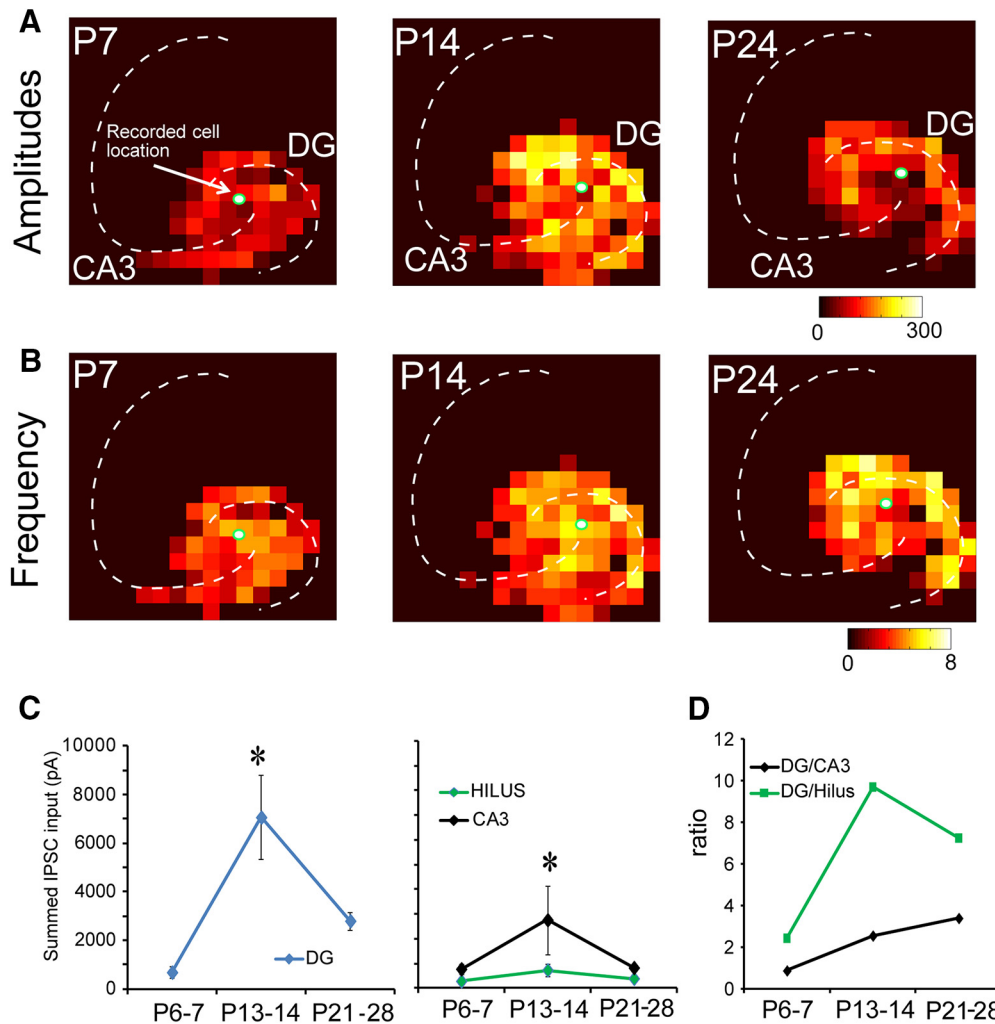 A
Amplitudes
P7
Recorded cell
location
DG
CA3
P14
DG
CA3
P24
DG
CA3
0 300
B
Frequency
P7
P14
P24
0 8
C
Summed IPSC input (pA)
10000
8000
6000
4000
2000
0
*
DG
P6-7 P13-14 P21-28
HILUS
CA3
*
P6-7 P13-14 P21-28
D
ratio
12
10
8
6
4
2
0
DG/CA3
DG/Hilus
P6-7 P13-14 P21-28